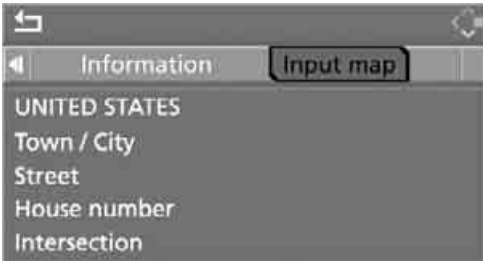 Information Input map
UNITED STATES
Town / City
Street
House number
Intersection